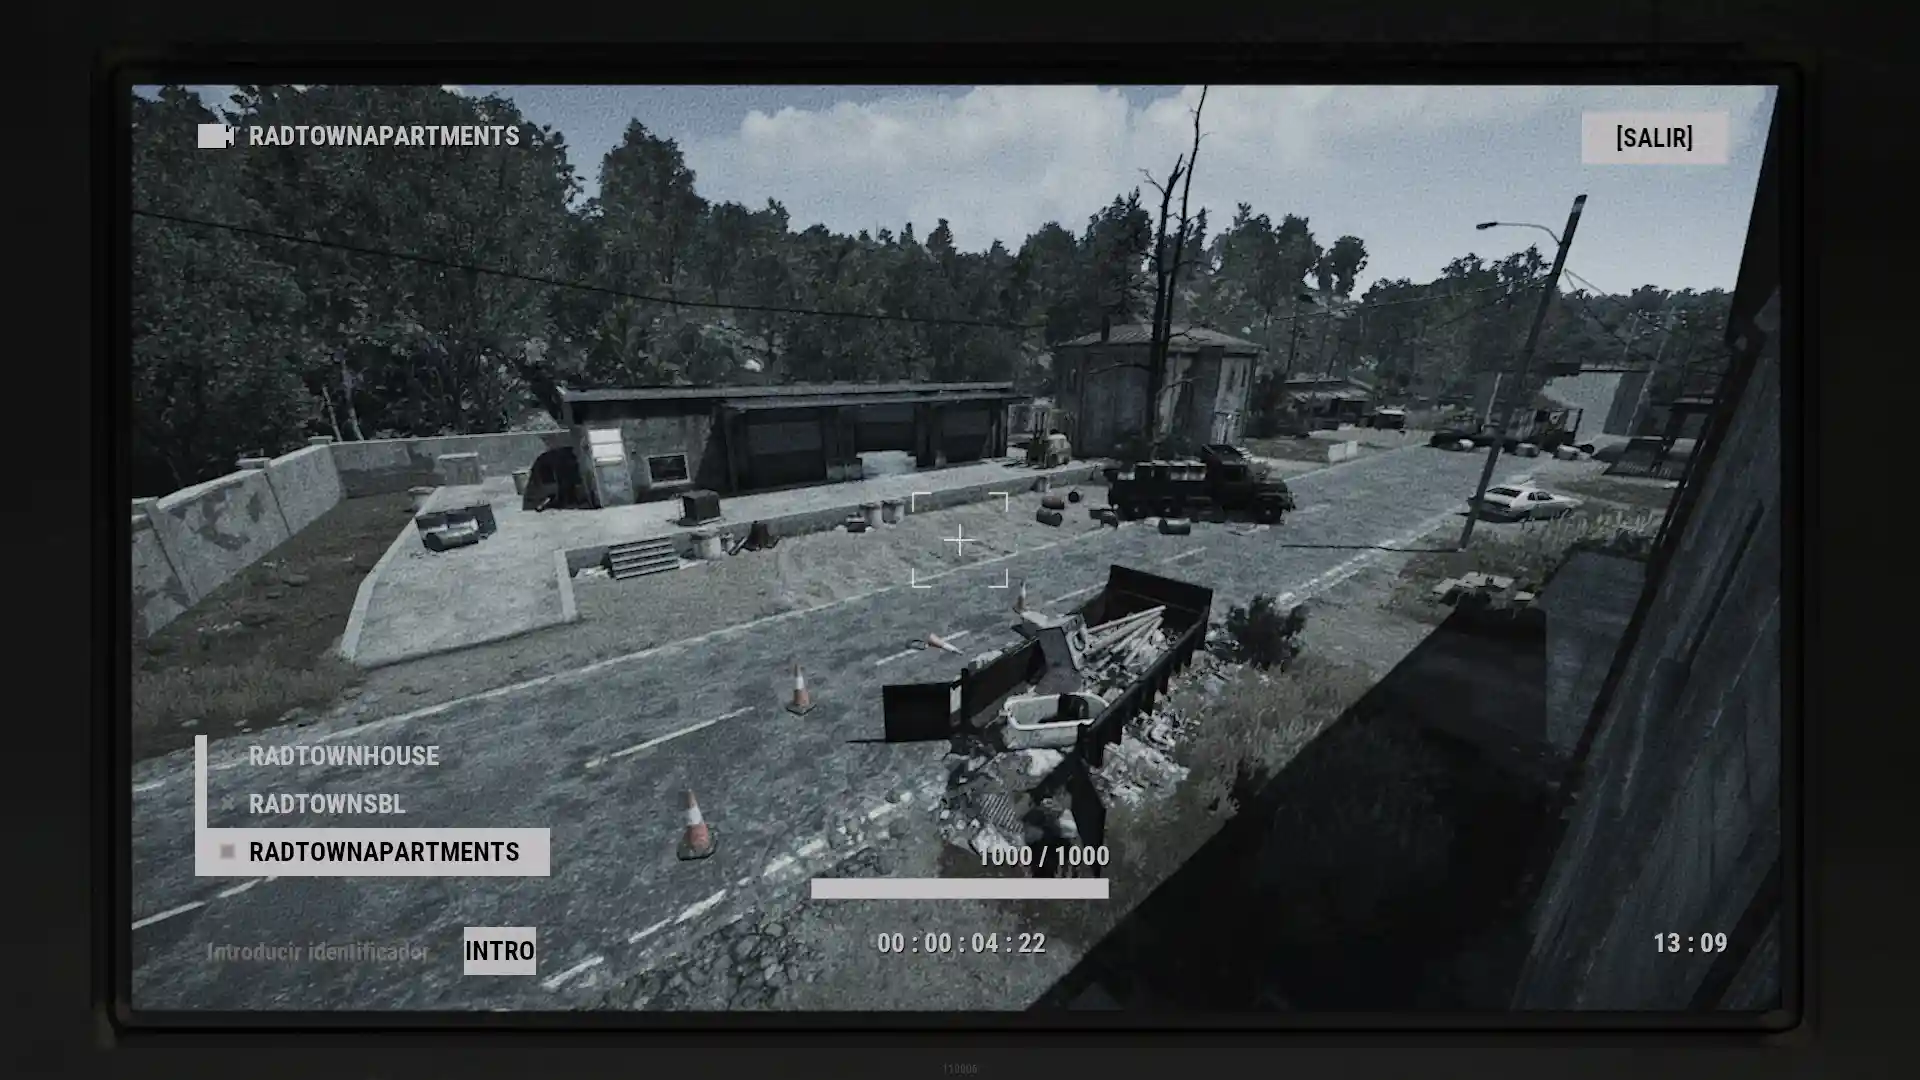 RADTOWNAPARTMENTS
[SALIR]
RADTOWNHOUSE
RADTOWNSBL
RADTOWNAPARTMENTS
1000 / 1000
Introducir identificador
INTRO
00:00:04:22
13:09